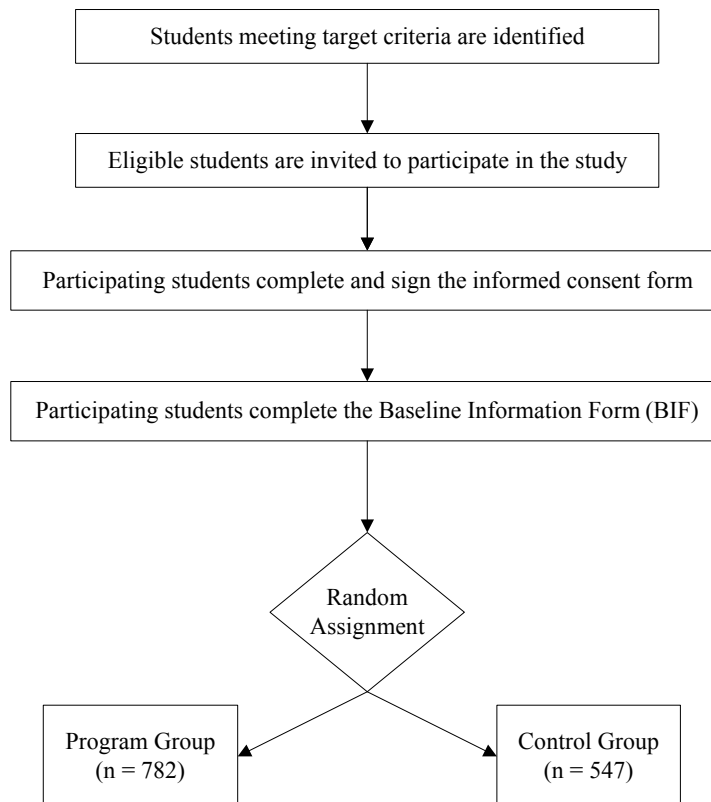 Students meeting target criteria are identified
Eligible students are invited to participate in the study
Participating students complete and sign the informed consent form
Participating students complete the Baseline Information Form (BIF)
Random
Assignment
Program Group
(n = 782)
Control Group
(n = 547)